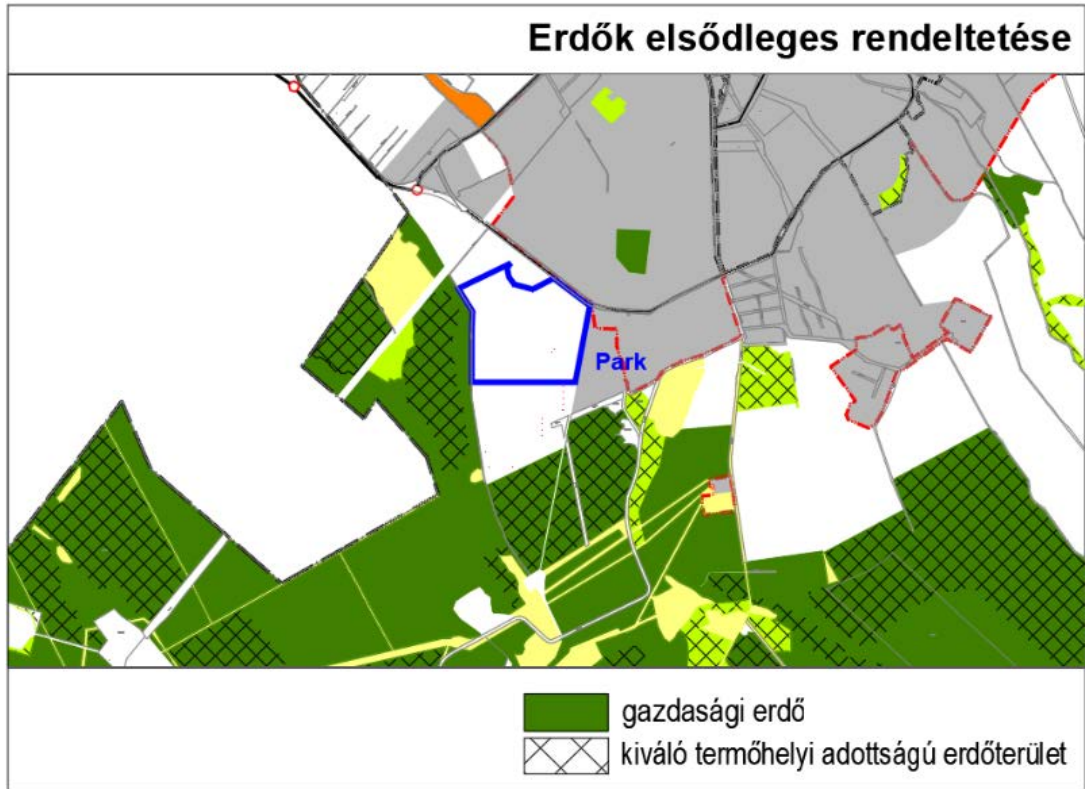 Erdők elsődleges rendeltetése
Park
gazdasági erdő
kiváló termőhelyi adottságú erdőterület